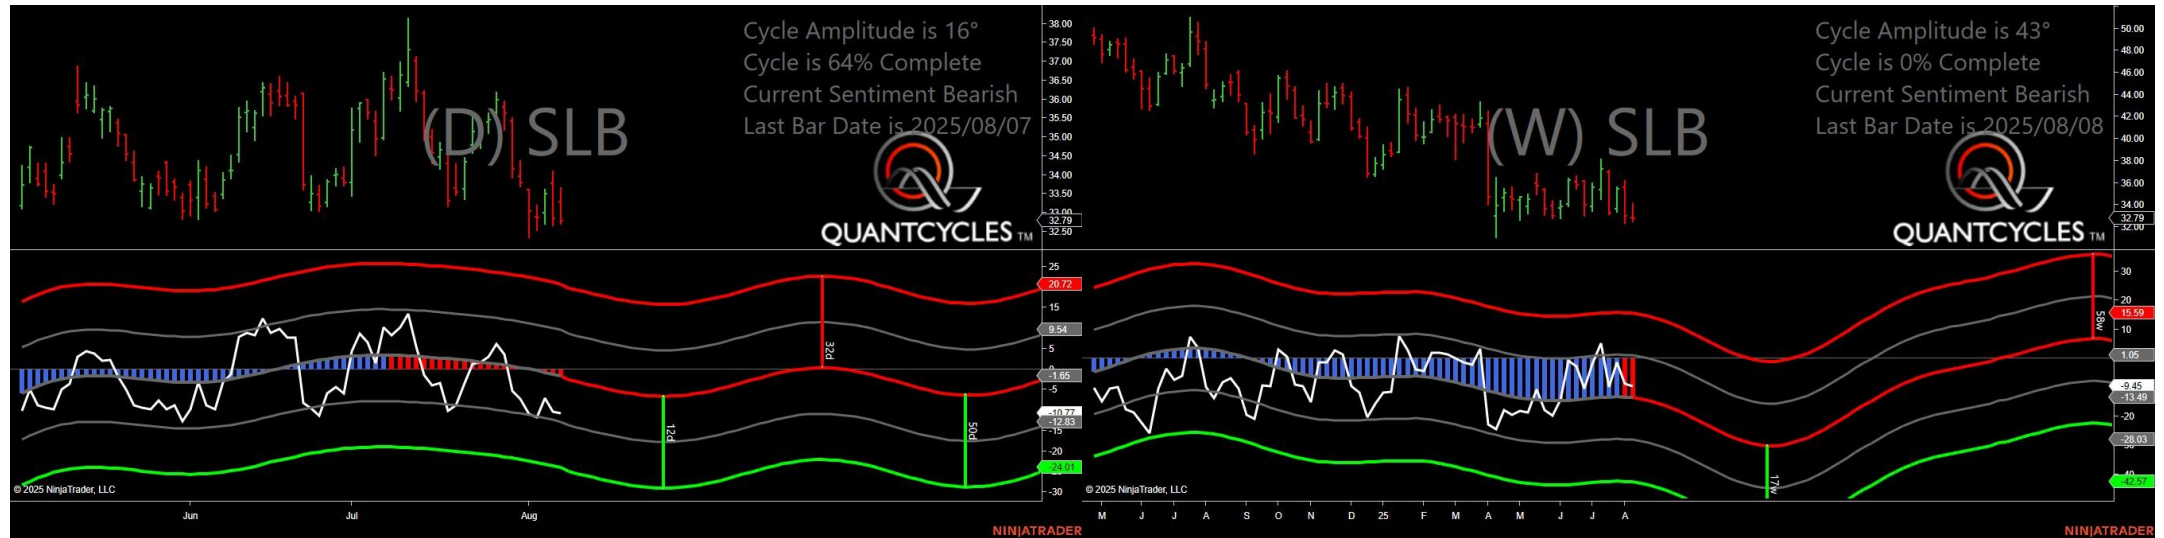 Cycle Amplitude is 16°
Cycle is 64% Complete
Current Sentiment Bearish
Last Bar Date is 2025/08/07
(D) SLB
QUANTCYCLES TM
38.00
37.50
37.00
36.50
36.00
35.50
35.00
34.50
34.00
33.50
33.00
32.79
32.50
25
20.72
15
9.54
5
-1.65
-5
-10.77
-12.83
-15
-20
-24.01
-30
32d
12d
50d
© 2025 NinjaTrader, LLC
Jun
Jul
Aug
NINJATRADER
Cycle Amplitude is 43°
Cycle is 0% Complete
Current Sentiment Bearish
Last Bar Date is 2025/08/08
(W) SLB
QUANTCYCLES TM
50.00
48.00
46.00
44.00
42.00
40.00
38.00
36.00
34.00
32.79
32.00
30
20
15.59
10
1.05
-9.45
-13.49
-20
-28.03
-40
-42.57
58w
17w
© 2025 NinjaTrader, LLC
M
J
J
A
S
O
N
D
25
F
M
A
M
J
J
A
NINJATRADER